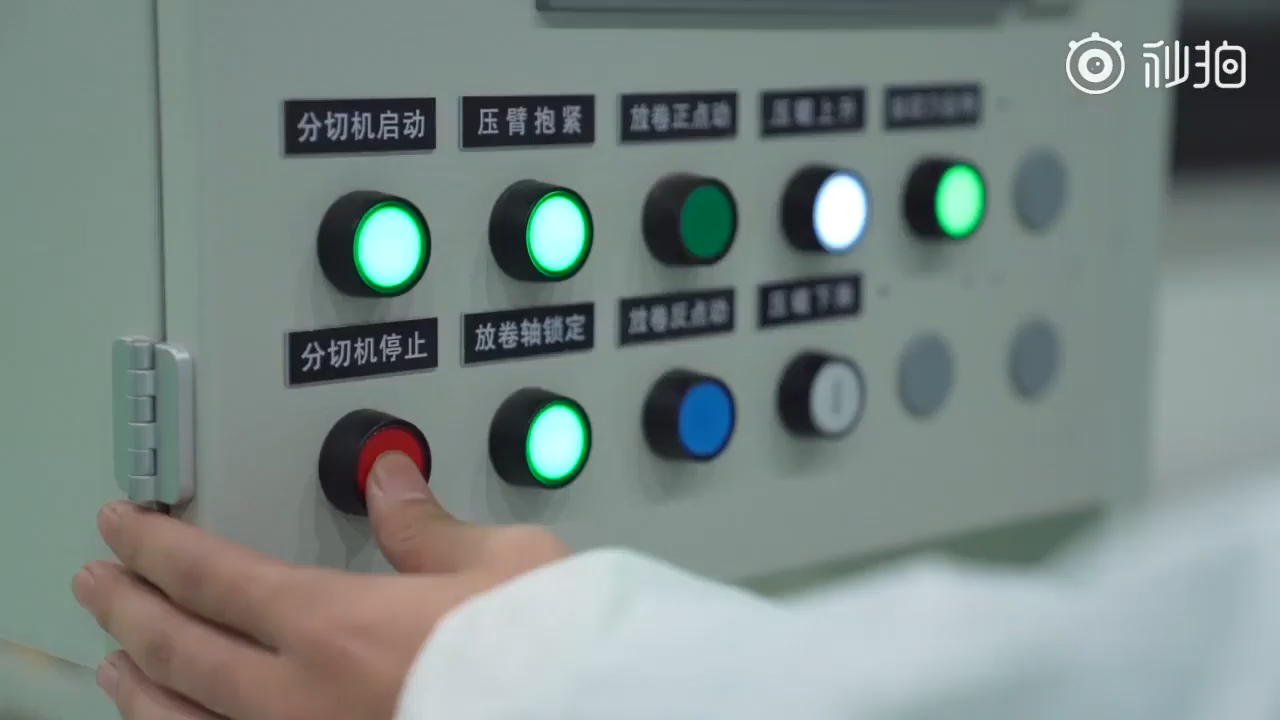 秒拍
分切机启动
压臂抱紧
放卷正点动
压辊上升
分切机停止
放卷轴锁定
放卷反点动
压辊下降